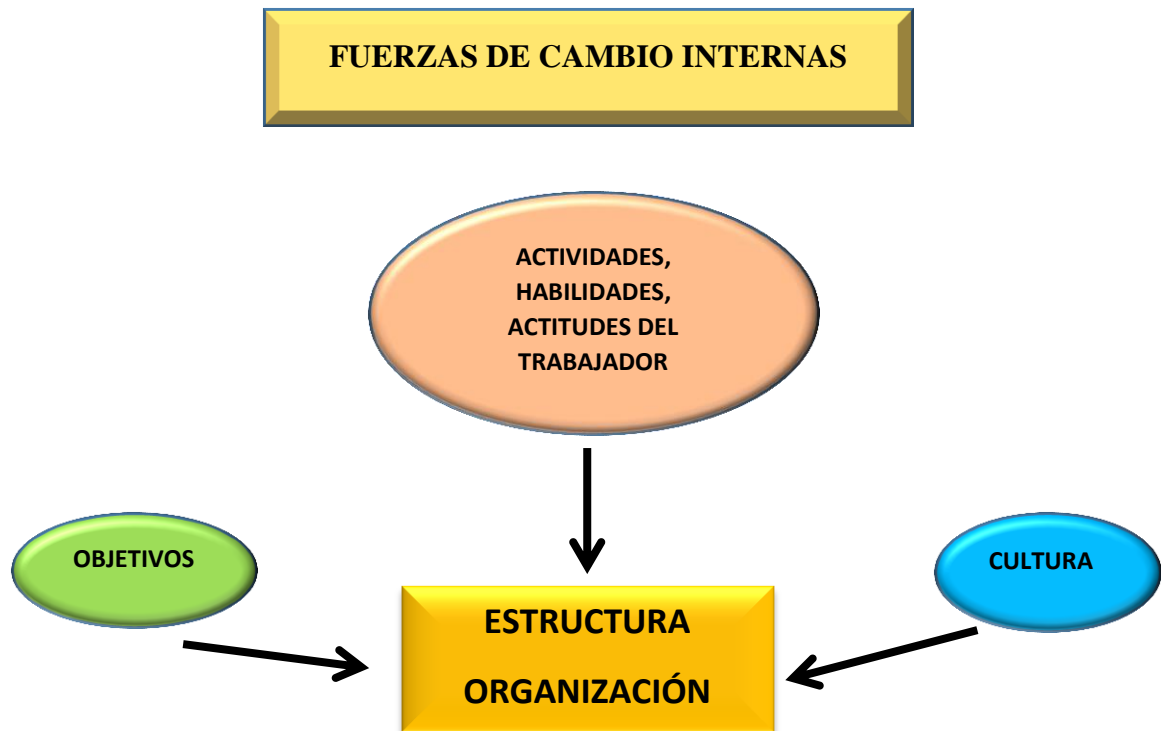 FUERZAS DE CAMBIO INTERNAS
ACTIVIDADES,
HABILIDADES,
ACTITUDES DEL
TRABAJADOR
OBJETIVOS
CULTURA
ESTRUCTURA
ORGANIZACIÓN